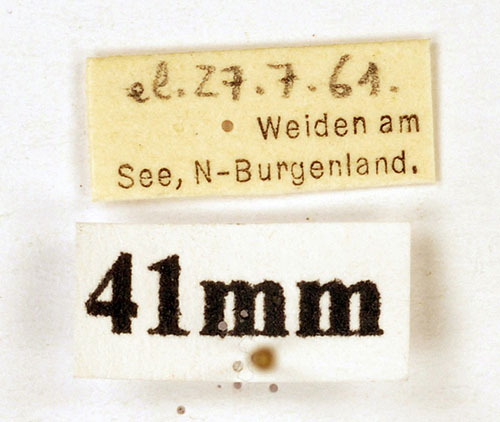 el. 27.7.61.
Weiden am
See, N-Burgenland.
41mm